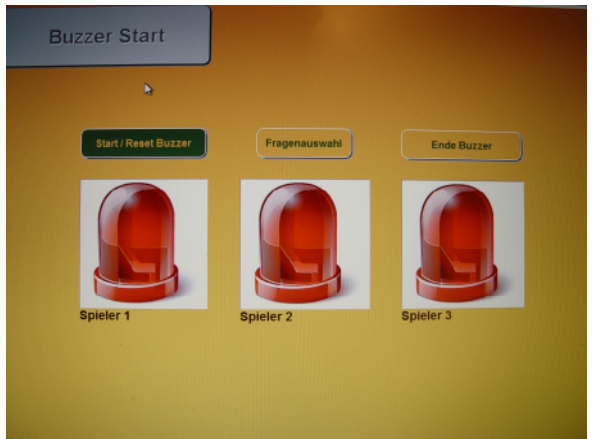 Buzzer Start
Start / Reset Buzzer
Fragenauswahl
Ende Buzzer
Spieler 1
Spieler 2
Spieler 3